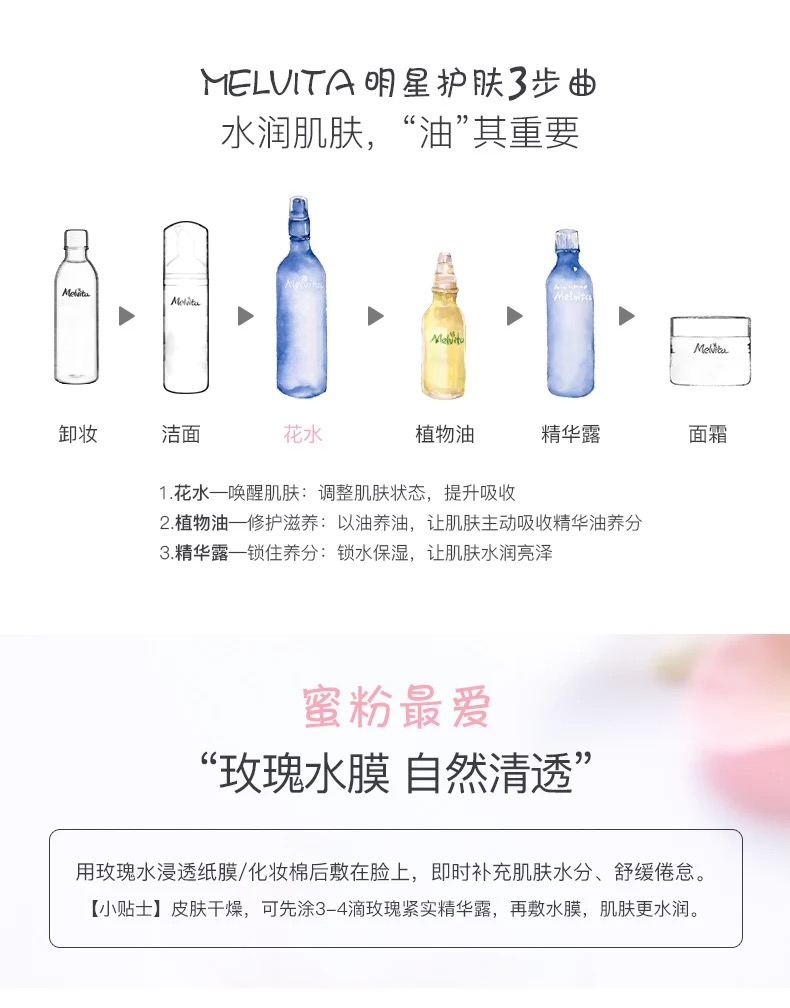 MELVITA 明星护肤3步曲
水润肌肤，“油”其重要
Melvita
Melvita
Melvita
Melvita
Melvita
Melvita
卸妆
洁面
花水
植物油
精华露
面霜
1.花水—唤醒肌肤：调整肌肤状态，提升吸收
2.植物油—修护滋养：以油养油，让肌肤主动吸收精华油养分
3.精华露—锁住养分：锁水保湿，让肌肤水润亮泽
蜜粉最爱
“玫瑰水膜 自然清透”
用玫瑰水浸透纸膜/化妆棉后敷在脸上，即时补充肌肤水分、舒缓倦怠。
【小贴士】皮肤干燥，可先涂3-4滴玫瑰紧实精华露，再敷水膜，肌肤更水润。